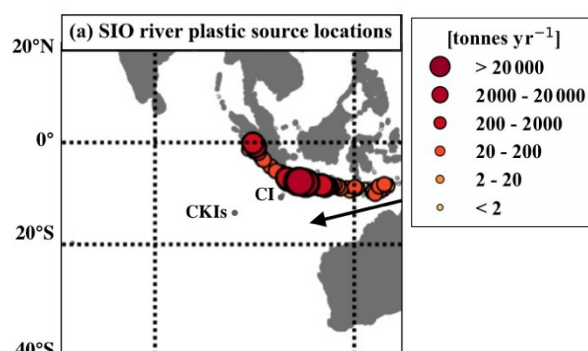 (a) SIO river plastic source locations
20°N
0°
20°S
40°S
CI
CKIs
[tonnes yr⁻¹]
> 20 000
2000 - 20 000
200 - 2000
20 - 200
2 - 20
< 2